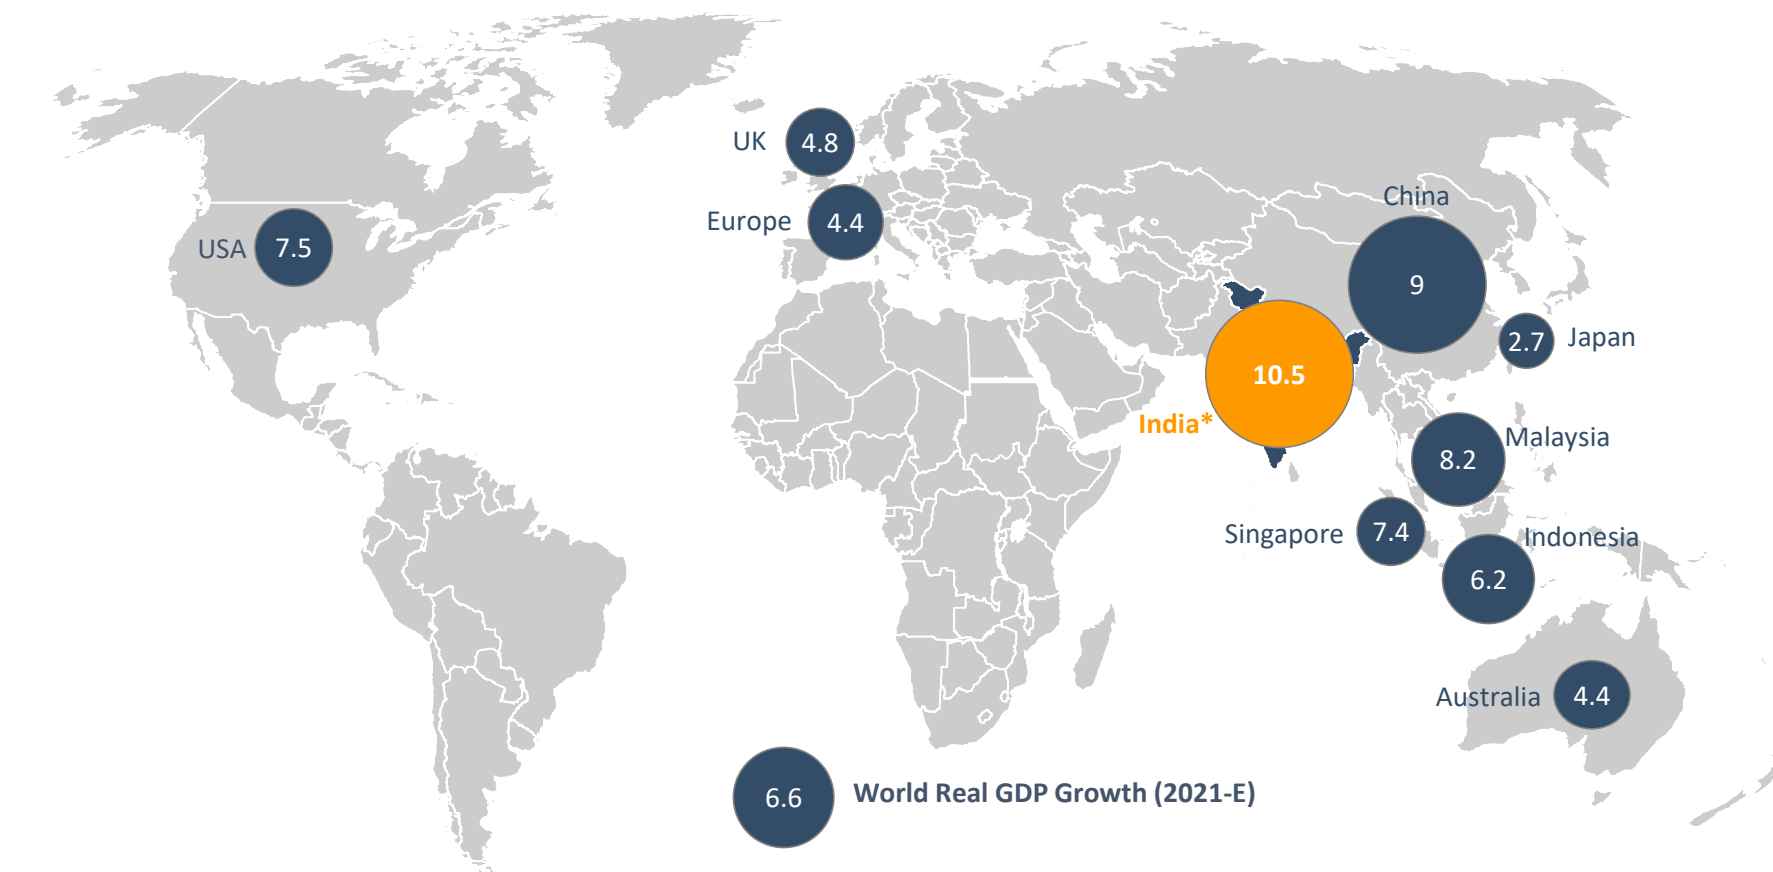 UK
4.8
China
Europe
4.4
USA
7.5
9
Japan
2.7
10.5
India*
Malaysia
8.2
Singapore
7.4
Indonesia
6.2
Australia
4.4
6.6
World Real GDP Growth (2021-E)